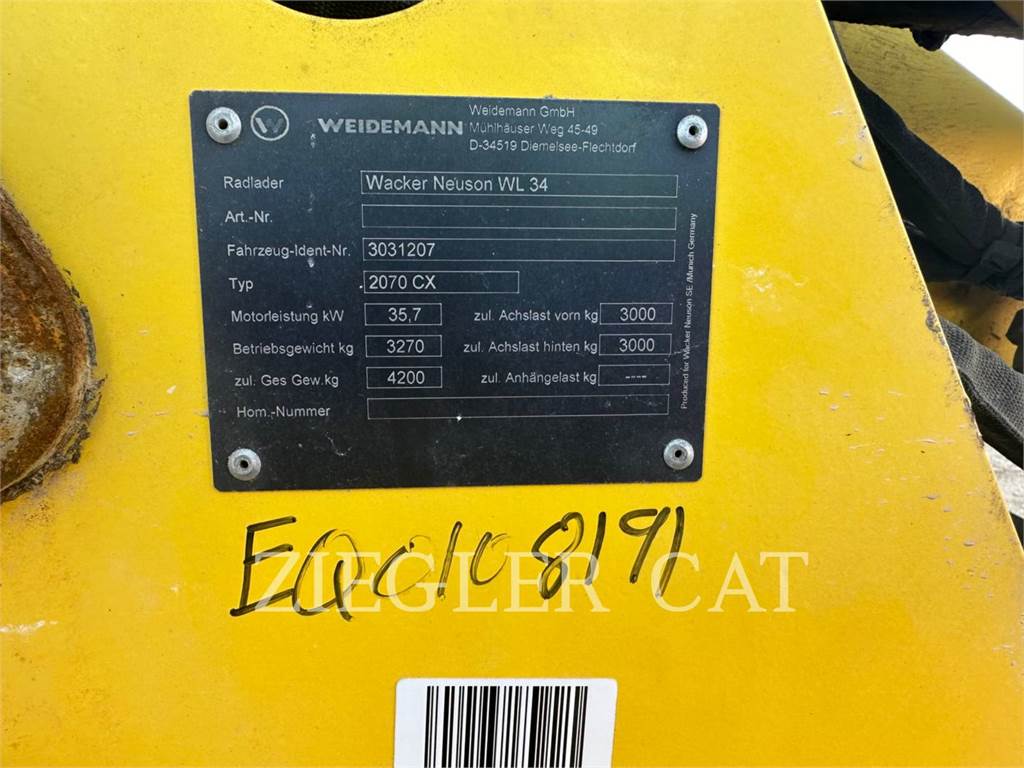 W WEIDEMANN
Weidemann GmbH
Mühlhäuser Weg 45-49
D-34519 Diemelsee-Flechtdorf
Radlader Wacker Neuson WL 34
Art.-Nr.
Fahrzeug-Ident-Nr. 3031207
Typ 2070 CX
Motorleistung kW 35,7 zul. Achslast vorn kg 3000
Betriebsgewicht kg 3270 zul. Achslast hinten kg 3000
zul. Ges Gew.kg 4200 zul. Anhängelast kg ----
Hom.-Nummer
Produced for Wacker Neuson SE /Munich Germany
EQ0108191
ZIEGLER CAT